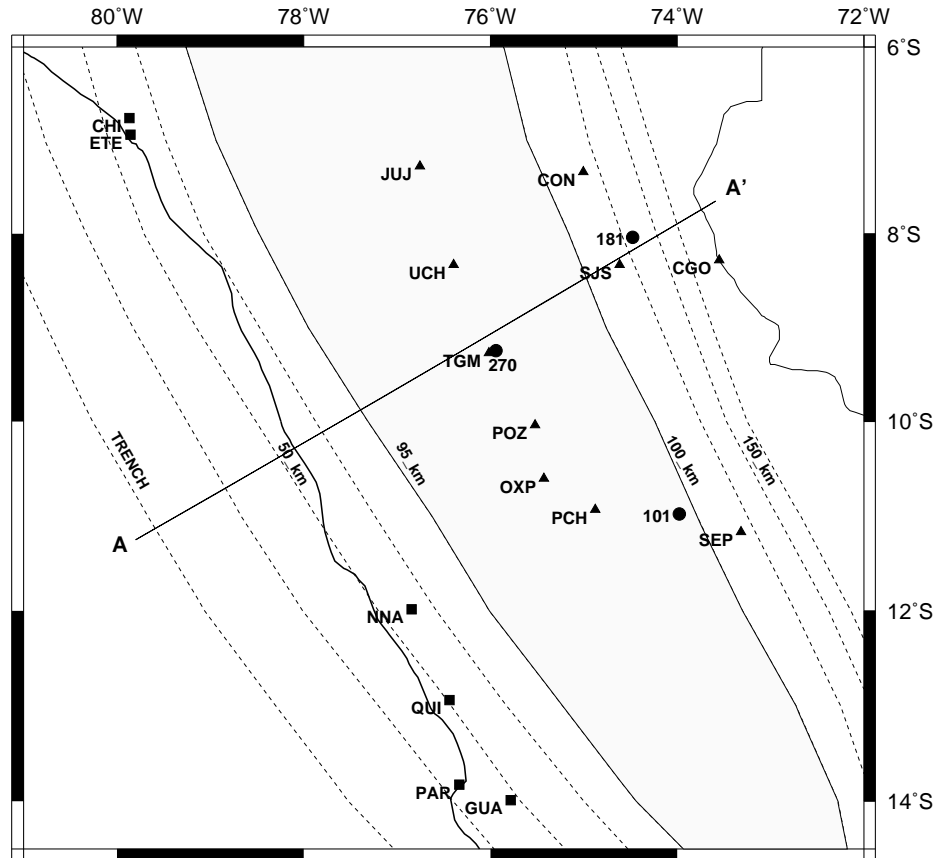 80˚W 78˚W 76˚W 74˚W 72˚W
6˚S
CHI
ETE
JUJ
CON
A’
8˚S
181
UCH
SJS
CGO
TGM
270
10˚S
TRENCH
50 km
95 km
POZ
100 km
150 km
OXP
PCH
101
A
SEP
12˚S
NNA
QUI
PAR
GUA
14˚S